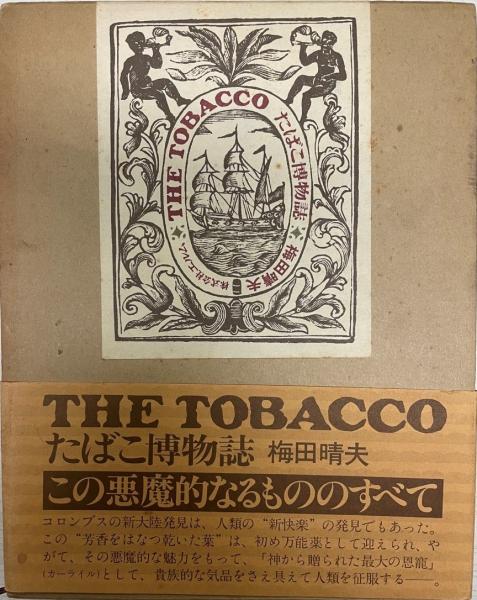 THE TOBACCO たばこ博物誌
梅田晴夫
株式会社エルム
THE TOBACCO
たばこ博物誌 梅田晴夫
この悪魔的なるもののすべて
コロンブスの新大陸発見は、人類の“新快楽”の発見でもあった。
この“芳香をはなつ乾いた葉”は、初め万能薬として迎えられ、や
がて、その悪魔的な魅力をもって、「神から贈られた最大の恩寵」
(カーライル)として、貴族的な気品をさえ具えて人類を征服する——。